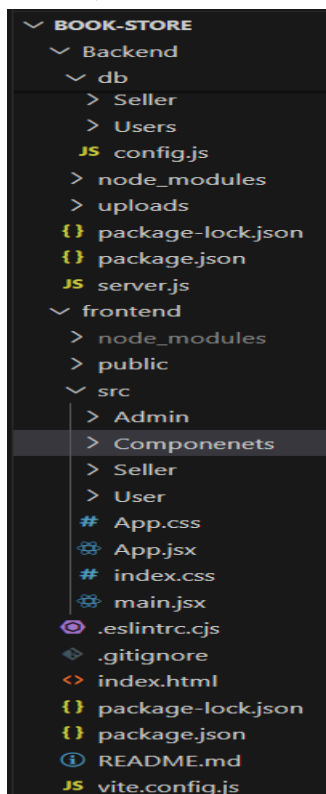 BOOK-STORE
Backend
db
Seller
Users
JS config.js
node_modules
uploads
{} package-lock.json
{} package.json
JS server.js
frontend
node_modules
public
src
Admin
Componenets
Seller
User
# App.css
App.jsx
# index.css
main.jsx
.eslintrc.cjs
.gitignore
<> index.html
{} package-lock.json
{} package.json
README.md
JS vite.config.js